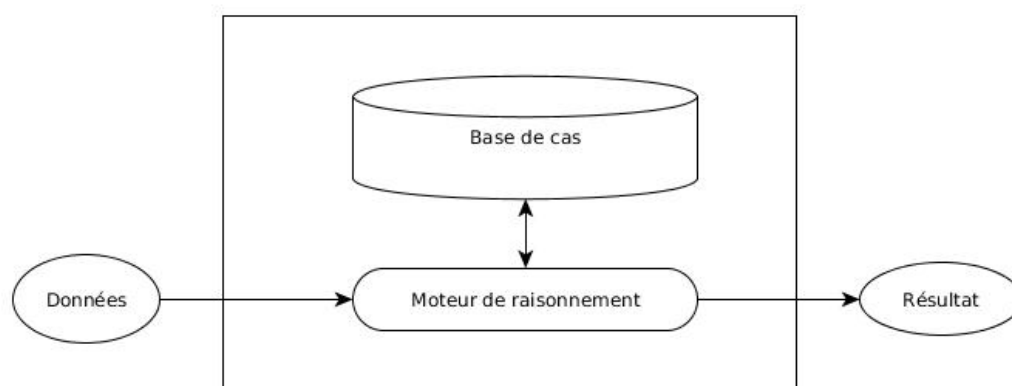 Base de cas
Données
Moteur de raisonnement
Résultat